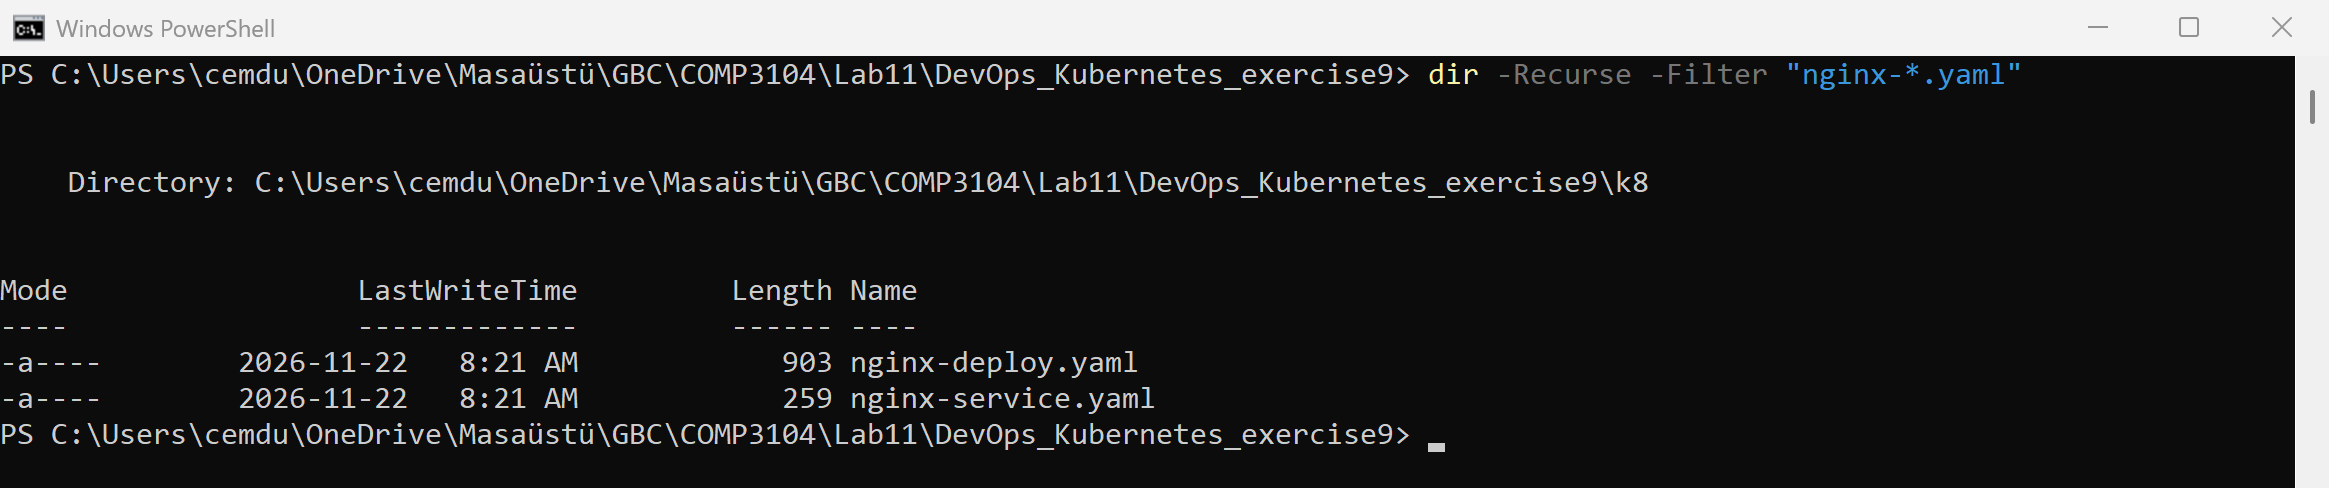 Windows PowerShell
PS C:\Users\cemdu\OneDrive\Masaüstü\GBC\COMP3104\Lab11\DevOps_Kubernetes_exercise9> dir -Recurse -Filter "nginx-*.yaml"
Directory: C:\Users\cemdu\OneDrive\Masaüstü\GBC\COMP3104\Lab11\DevOps_Kubernetes_exercise9\k8
Mode LastWriteTime Length Name
---- ------------- ------ ----
-a---- 2026-11-22 8:21 AM 903 nginx-deploy.yaml
-a---- 2026-11-22 8:21 AM 259 nginx-service.yaml
PS C:\Users\cemdu\OneDrive\Masaüstü\GBC\COMP3104\Lab11\DevOps_Kubernetes_exercise9>